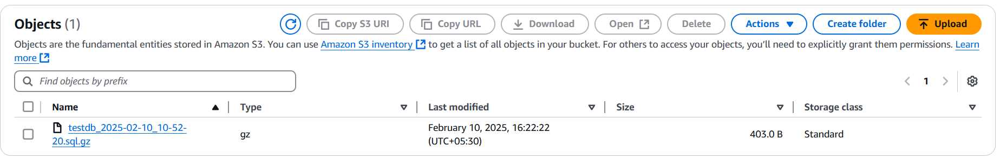 Objects (1)
Copy S3 URI
Copy URL
Download
Open
Delete
Actions
Create folder
Upload
Objects are the fundamental entities stored in Amazon S3. You can use Amazon S3 inventory to get a list of all objects in your bucket. For others to access your objects, you’ll need to explicitly grant them permissions. Learn
more
Find objects by prefix
1
Name
Type
Last modified
Size
Storage class
testdb_2025-02-10_10-52-
20.sql.gz
gz
February 10, 2025, 16:22:22
(UTC+05:30)
403.0 B
Standard